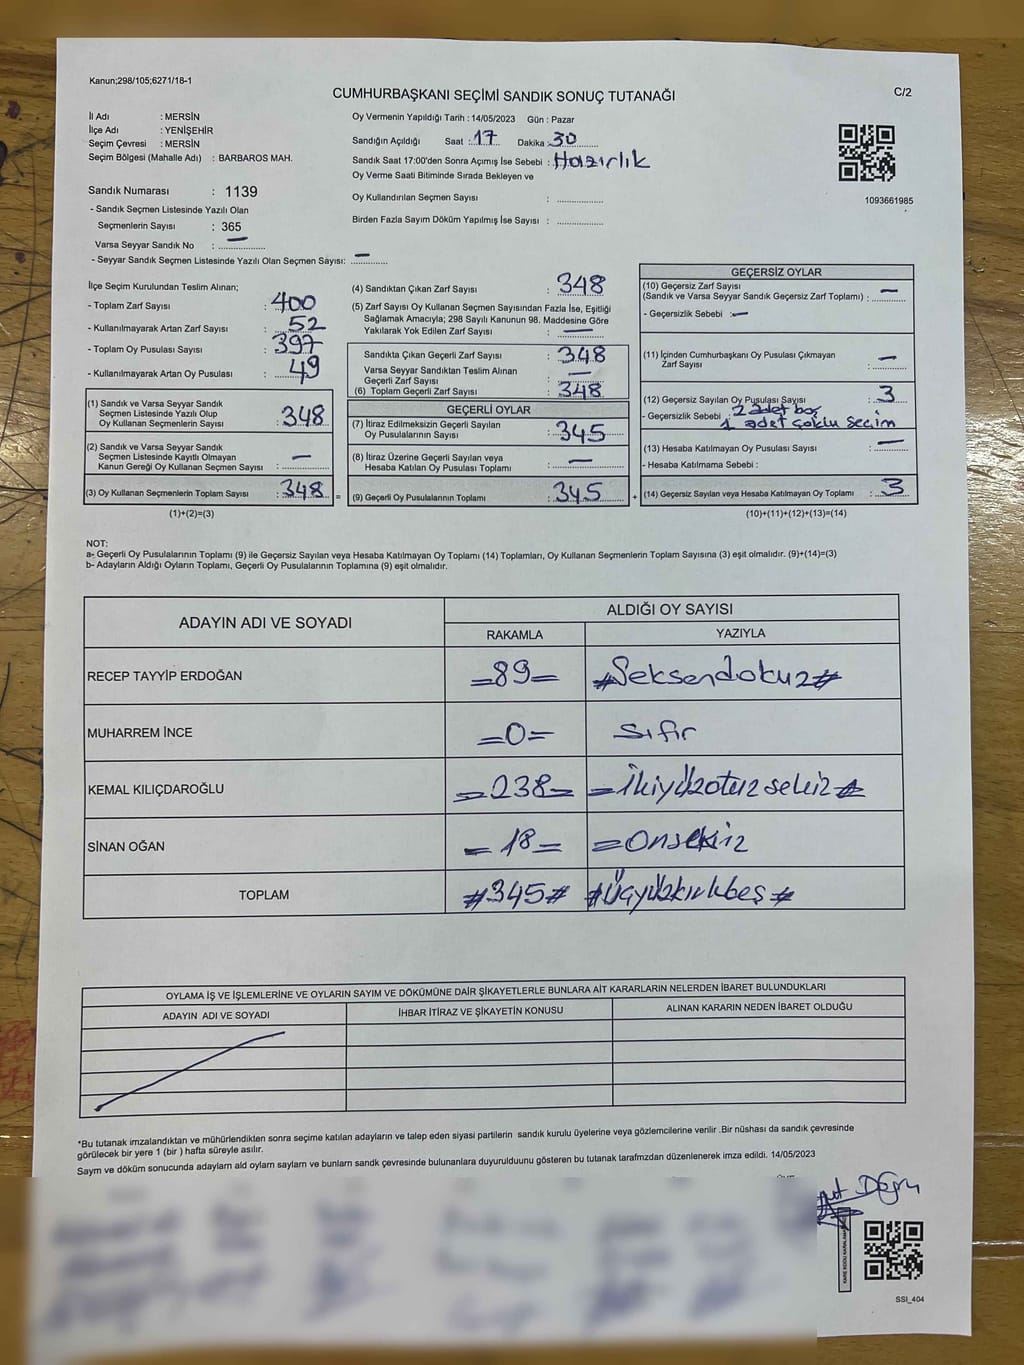 Kanun;298/105;6271/18-1
CUMHURBAŞKANI SEÇİMİ SANDIK SONUÇ TUTANAĞI
C/2
İl Adı : MERSİN
İlçe Adı : YENİŞEHİR
Seçim Çevresi : MERSİN
Seçim Bölgesi (Mahalle Adı) : BARBAROS MAH.
Sandık Numarası : 1139
- Sandık Seçmen Listesinde Yazılı Olan
Seçmenlerin Sayısı : 365
Varsa Seyyar Sandık No : —
- Seyyar Sandık Seçmen Listesinde Yazılı Olan Seçmen Sayısı: —
Oy Vermenin Yapıldığı Tarih : 14/05/2023 Gün : Pazar
Sandığın Açıldığı Saat : 17 Dakika : 30
Sandık Saat 17:00'den Sonra Açımış İse Sebebi : Hazırlık
Oy Verme Saati Bitiminde Sırada Bekleyen ve
Oy Kullandırılan Seçmen Sayısı :
Birden Fazla Sayım Döküm Yapılmış İse Sayısı :
1093661985
İlçe Seçim Kurulundan Teslim Alınan;
- Toplam Zarf Sayısı : 400
- Kullanılmayarak Artan Zarf Sayısı : 52
- Toplam Oy Pusulası Sayısı : 397
- Kullanılmayarak Artan Oy Pusulası : 49
(1) Sandık ve Varsa Seyyar Sandık
Seçmen Listesinde Yazılı Olup
Oy Kullanan Seçmenlerin Sayısı : 348
(2) Sandık ve Varsa Seyyar Sandık
Seçmen Listesinde Kayıtlı Olmayan
Kanun Gereği Oy Kullanan Seçmen Sayısı : —
(3) Oy Kullanan Seçmenlerin Toplam Sayısı : 348 =
(1)+(2)=(3)
(4) Sandıktan Çıkan Zarf Sayısı : 348
(5) Zarf Sayısı Oy Kullanan Seçmen Sayısından Fazla İse, Eşitliği
Sağlamak Amacıyla; 298 Sayılı Kanunun 98. Maddesine Göre
Yakılarak Yok Edilen Zarf Sayısı : —
Sandıkta Çıkan Geçerli Zarf Sayısı : 348
Varsa Seyyar Sandıktan Teslim Alınan
Geçerli Zarf Sayısı : —
(6) Toplam Geçerli Zarf Sayısı : 348
GEÇERLİ OYLAR
(7) İtiraz Edilmeksizin Geçerli Sayılan
Oy Pusulalarının Sayısı : 345
(8) İtiraz Üzerine Geçerli Sayılan veya
Hesaba Katılan Oy Pusulası Toplamı : —
(9) Geçerli Oy Pusulalarının Toplamı : 345 +
GEÇERSİZ OYLAR
(10) Geçersiz Zarf Sayısı
(Sandık ve Varsa Seyyar Sandık Geçersiz Zarf Toplamı) : —
- Geçersizlik Sebebi : —
(11) İçinden Cumhurbaşkanı Oy Pusulası Çıkmayan
Zarf Sayısı : —
(12) Geçersiz Sayılan Oy Pusulası Sayısı : 3
- Geçersizlik Sebebi : 2 adet boş
1 adet çoklu seçim
(13) Hesaba Katılmayan Oy Pusulası Sayısı : —
- Hesaba Katılmama Sebebi :
(14) Geçersiz Sayılan veya Hesaba Katılmayan Oy Toplamı : 3
(10)+(11)+(12)+(13)=(14)
NOT:
a- Geçerli Oy Pusulalarının Toplamı (9) ile Geçersiz Sayılan veya Hesaba Katılmayan Oy Toplamı (14) Toplamları, Oy Kullanan Seçmenlerin Toplam Sayısına (3) eşit olmalıdır. (9)+(14)=(3)
b- Adayların Aldığı Oyların Toplamı, Geçerli Oy Pusulalarının Toplamına (9) eşit olmalıdır.
ADAYIN ADI VE SOYADI
ALDIĞI OY SAYISI
RAKAMLA YAZIYLA
RECEP TAYYİP ERDOĞAN =89= #Seksendokuz#
MUHARREM İNCE =0= Sıfır
KEMAL KILIÇDAROĞLU =238= =İkiyüzotuzsekiz#
SİNAN OĞAN =18= =Onsekiz
TOPLAM #345# #Üçyüzkırkbeş#
OYLAMA İŞ VE İŞLEMLERİNE VE OYLARIN SAYIM VE DÖKÜMÜNE DAİR ŞİKAYETLERLE BUNLARA AİT KARARLARIN NELERDEN İBARET BULUNDUKLARI
ADAYIN ADI VE SOYADI İHBAR İTİRAZ VE ŞİKAYETİN KONUSU ALINAN KARARIN NEDEN İBARET OLDUĞU
*Bu tutanak imzalandıktan ve mühürlendikten sonra seçime katılan adayların ve talep eden siyasi partilerin sandık kurulu üyelerine veya gözlemcilerine verilir .Bir nüshası da sandık çevresinde
görülecek bir yere 1 (bir ) hafta süreyle asılır.
Sayım ve döküm sonucunda adayların ald oyların sayların ve bunların sandk çevresinde bulunanlara duyurulduunu gösteren bu tutanak tarafmzdan düzenlenerek imza edildi. 14/05/2023
SSI_404